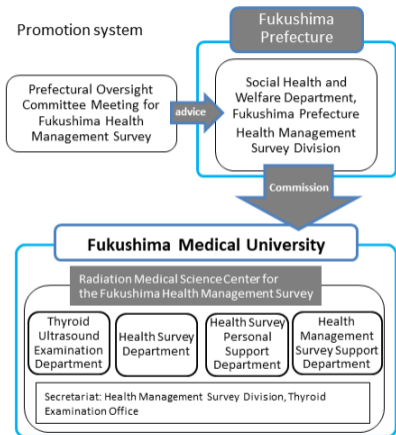 Promotion system
Fukushima
Prefecture
Prefectural Oversight
Committee Meeting for
Fukushima Health
Management Survey
advice
Social Health and
Welfare Department,
Fukushima Prefecture
Health Management
Survey Division
Commission
Fukushima Medical University
Radiation Medical Science Center for
the Fukushima Health Management Survey
Thyroid
Ultrasound
Examination
Department
Health Survey
Department
Health Survey
Personal
Support
Department
Health
Management
Survey Support
Department
Secretariat: Health Management Survey Division, Thyroid
Examination Office